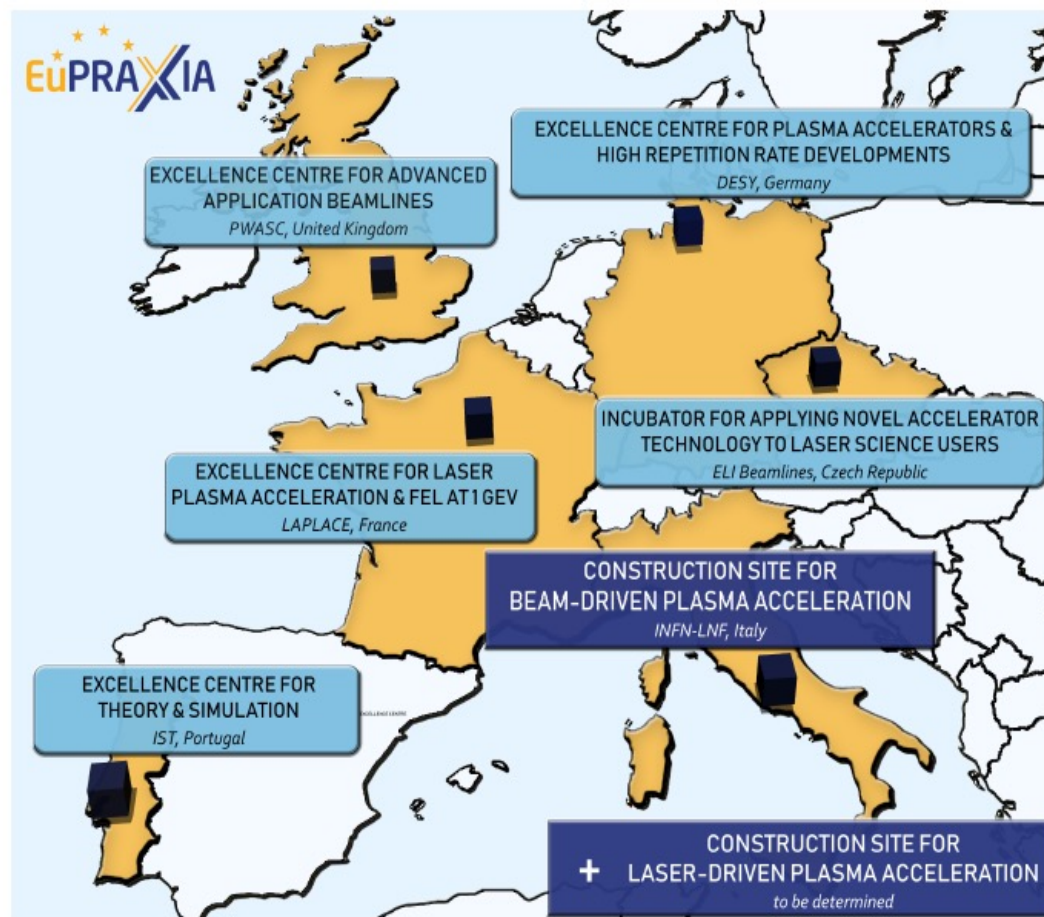 EuPRAXIA
EXCELLENCE CENTRE FOR PLASMA ACCELERATORS &
HIGH REPETITION RATE DEVELOPMENTS
DESY, Germany
EXCELLENCE CENTRE FOR ADVANCED
APPLICATION BEAMLINES
PWASC, United Kingdom
INCUBATOR FOR APPLYING NOVEL ACCELERATOR
TECHNOLOGY TO LASER SCIENCE USERS
ELI Beamlines, Czech Republic
EXCELLENCE CENTRE FOR LASER
PLASMA ACCELERATION & FEL AT 1 GEV
LAPLACE, France
CONSTRUCTION SITE FOR
BEAM-DRIVEN PLASMA ACCELERATION
INFN-LNF, Italy
EXCELLENCE CENTRE FOR
THEORY & SIMULATION
IST, Portugal
EXCELLENCE CENTRE
CONSTRUCTION SITE FOR
+ LASER-DRIVEN PLASMA ACCELERATION
to be determined